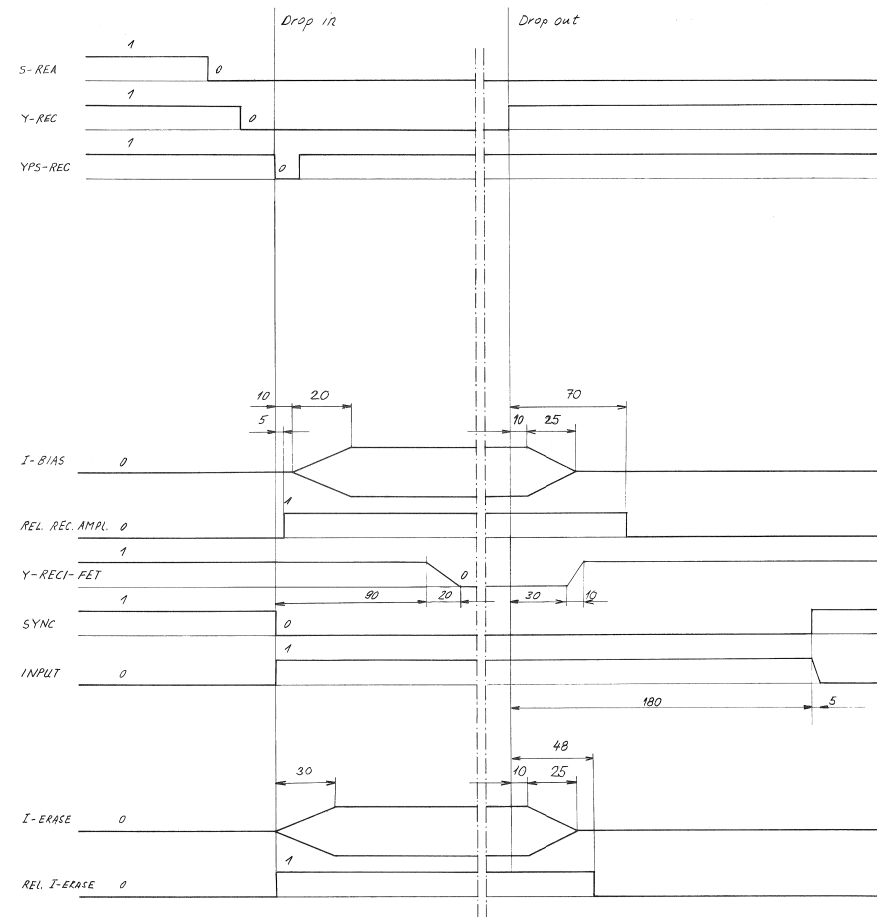 Drop in Drop out
1
S-REA 0
1
Y-REC 0
1
YPS-REC 0
10 20 70
5 10 25
I-BIAS 0
1
REL. REC. AMPL. 0
1
Y-RECI-FET 0
90 20 30 10
1
SYNC 0
1
INPUT 0
180 5
48
30 10 25
I-ERASE 0
1
REL. I-ERASE 0